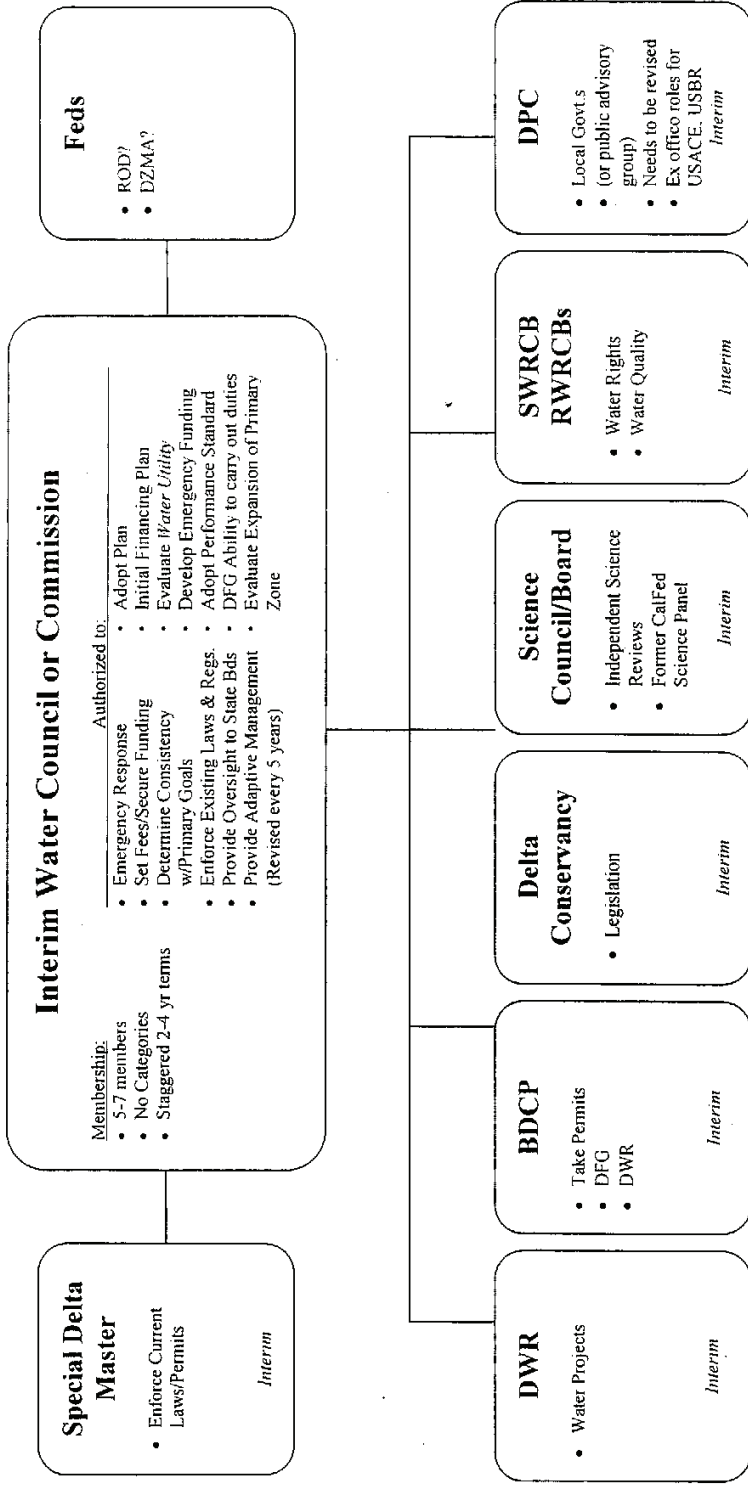 Interim Water Council or Commission
Membership:
• 5-7 members
• No Categories
• Staggered 2-4 yr terms
Authorized to:
• Emergency Response
• Set Fees/Secure Funding
• Determine Consistency
w/Primary Goals
• Enforce Existing Laws & Regs.
• Provide Oversight to State Bds
• Provide Adaptive Management
(Revised every 5 years)
• Adopt Plan
• Initial Financing Plan
• Evaluate Water Utility
• Develop Emergency Funding
• Adopt Performance Standard
• DFG Ability to carry out duties
• Evaluate Expansion of Primary
Zone
Special Delta
Master
• Enforce Current
Laws/Permits
Interim
Feds
• ROD?
• DZMA?
DWR
• Water Projects
Interim
BDCP
• Take Permits
• DFG
• DWR
Interim
Delta
Conservancy
• Legislation
Interim
Science
Council/Board
• Independent Science
Reviews
• Former CalFed
Science Panel
Interim
SWRCB
RWRCBs
• Water Rights
• Water Quality
Interim
DPC
• Local Govt.s
• (or public advisory
group)
• Needs to be revised
• Ex offico roles for
USACE, USBR
Interim